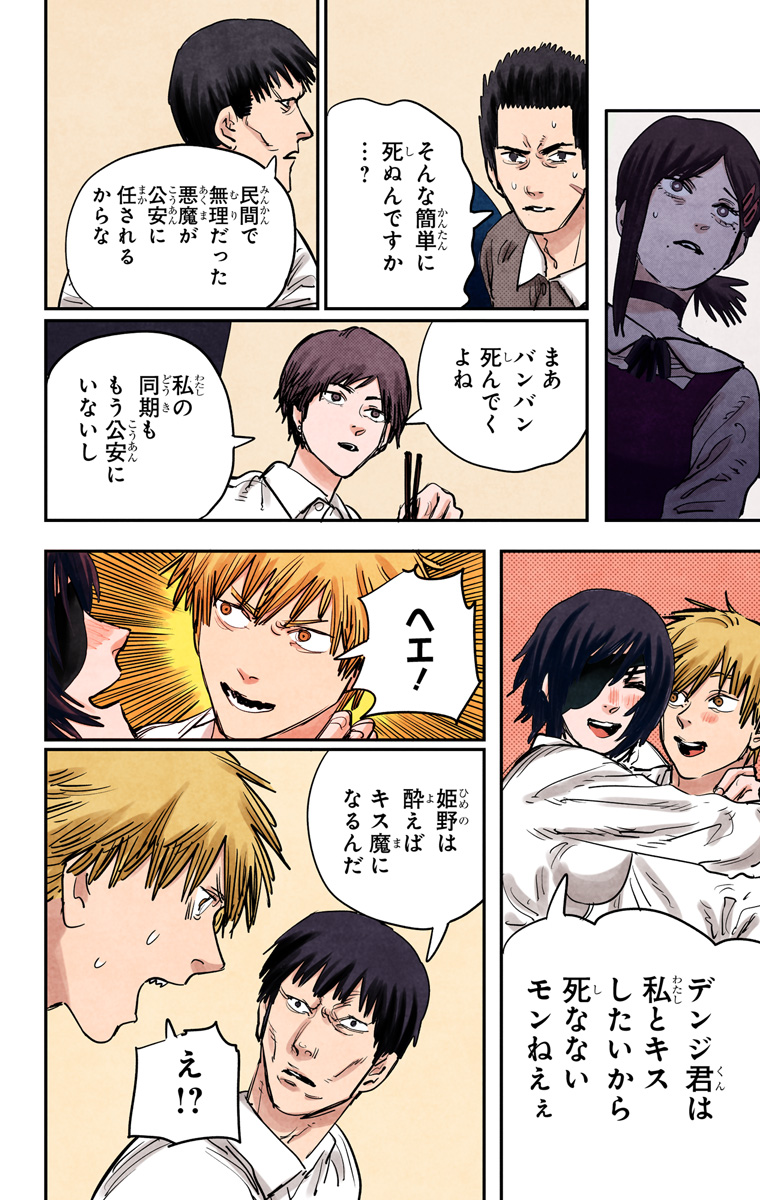 そんな簡単に
死ぬんですか
…?
民間で
無理だった
悪魔が
公安に
任される
からな
まあ
バンバン
死んでく
よね
私の
同期も
もう公安に
いないし
デンジ君は
私とキス
したいから
死なない
モンねえぇ
ヘエ!
姫野は
酔えば
キス魔に
なるんだ
え!?